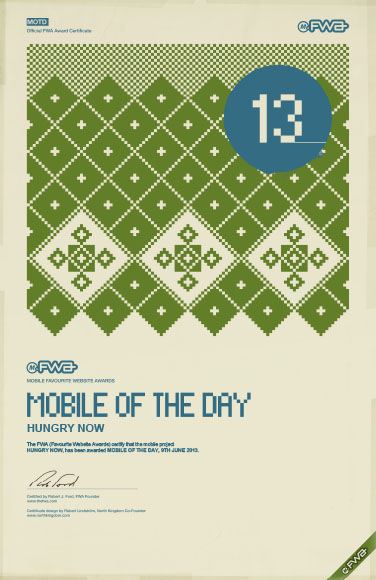 MOTD
FWA
Official FWA Award Certificate
13
FWA
MOBILE FAVOURITE WEBSITE AWARDS
MOBILE OF THE DAY
HUNGRY NOW
The FWA (Favourite Website Awards) certify that the mobile project
HUNGRY NOW, has been awarded MOBILE OF THE DAY, 9TH JUNE 2013.
Certified by Robert J. Ford, FWA Founder
www.thefwa.com
Certificate design by Robert Lindström, North Kingdom Co-Founder
www.northkingdom.com
FWA